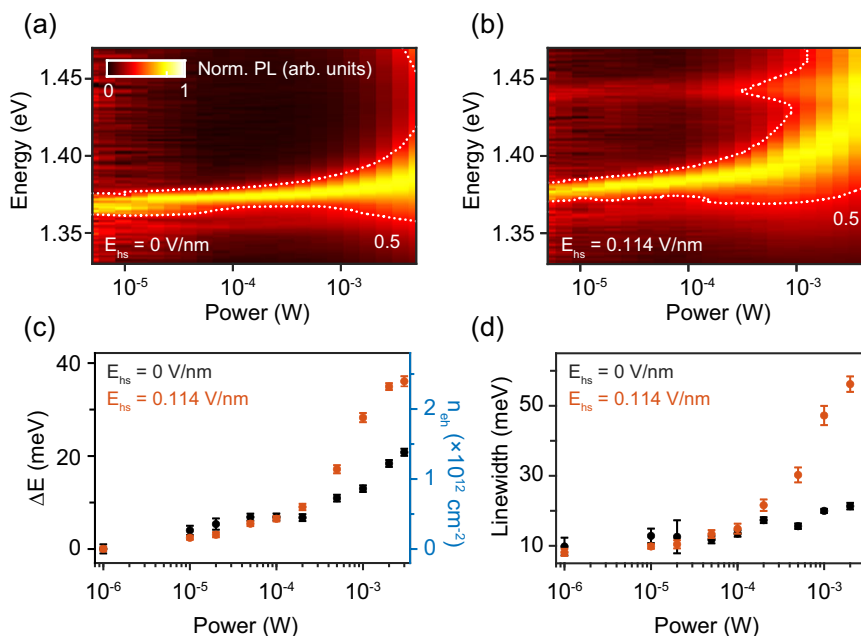 (a)
Norm. PL (arb. units)
0
1
Energy (eV)
1.45
1.40
1.35
E_hs = 0 V/nm
0.5
10^-5
10^-4
10^-3
Power (W)
(b)
Energy (eV)
1.45
1.40
1.35
E_hs = 0.114 V/nm
0.5
10^-5
10^-4
10^-3
Power (W)
(c)
E_hs = 0 V/nm
E_hs = 0.114 V/nm
ΔE (meV)
40
20
0
n_eh (×10^12 cm^-2)
2
1
0
10^-6
10^-5
10^-4
10^-3
Power (W)
(d)
E_hs = 0 V/nm
E_hs = 0.114 V/nm
Linewidth (meV)
50
30
10
10^-6
10^-5
10^-4
10^-3
Power (W)